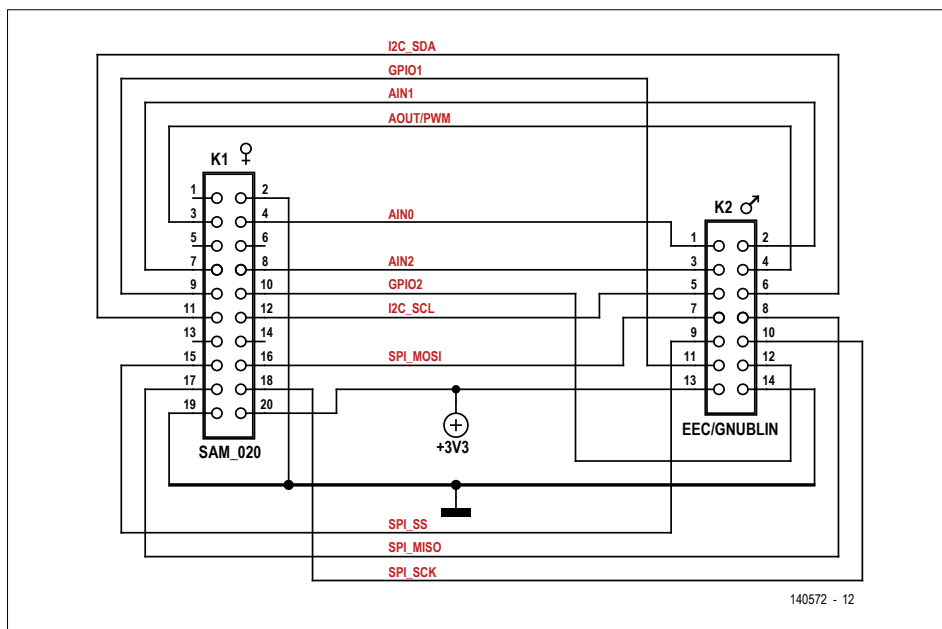 I2C_SDA
GPIO1
AIN1
AOUT/PWM
K1
K2
1 2
3 4
5 6
7 8
9 10
11 12
13 14
15 16
17 18
19 20
SAM_020
AIN0
AIN2
GPIO2
I2C_SCL
SPI_MOSI
+3V3
1 2
3 4
5 6
7 8
9 10
11 12
13 14
EEC/GNUBLIN
SPI_SS
SPI_MISO
SPI_SCK
140572 - 12